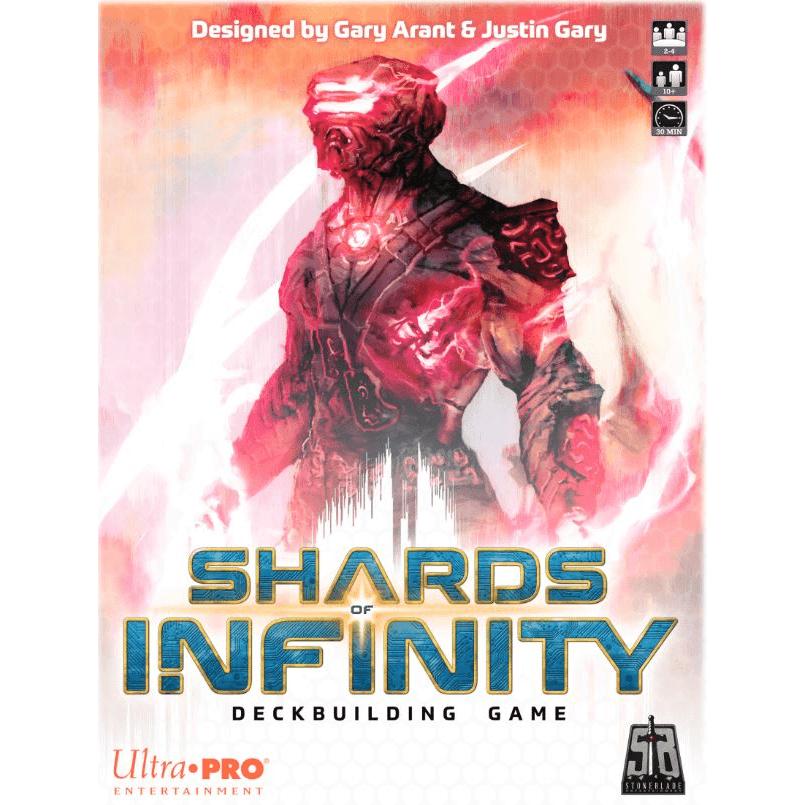 Designed by Gary Arant & Justin Gary
2-4
10+
30 MIN
SHARDS
OF
INFINITY
DECKBUILDING GAME
Ultra•PRO®
ENTERTAINMENT
SB
STONEBLADE
ENTERTAINMENT